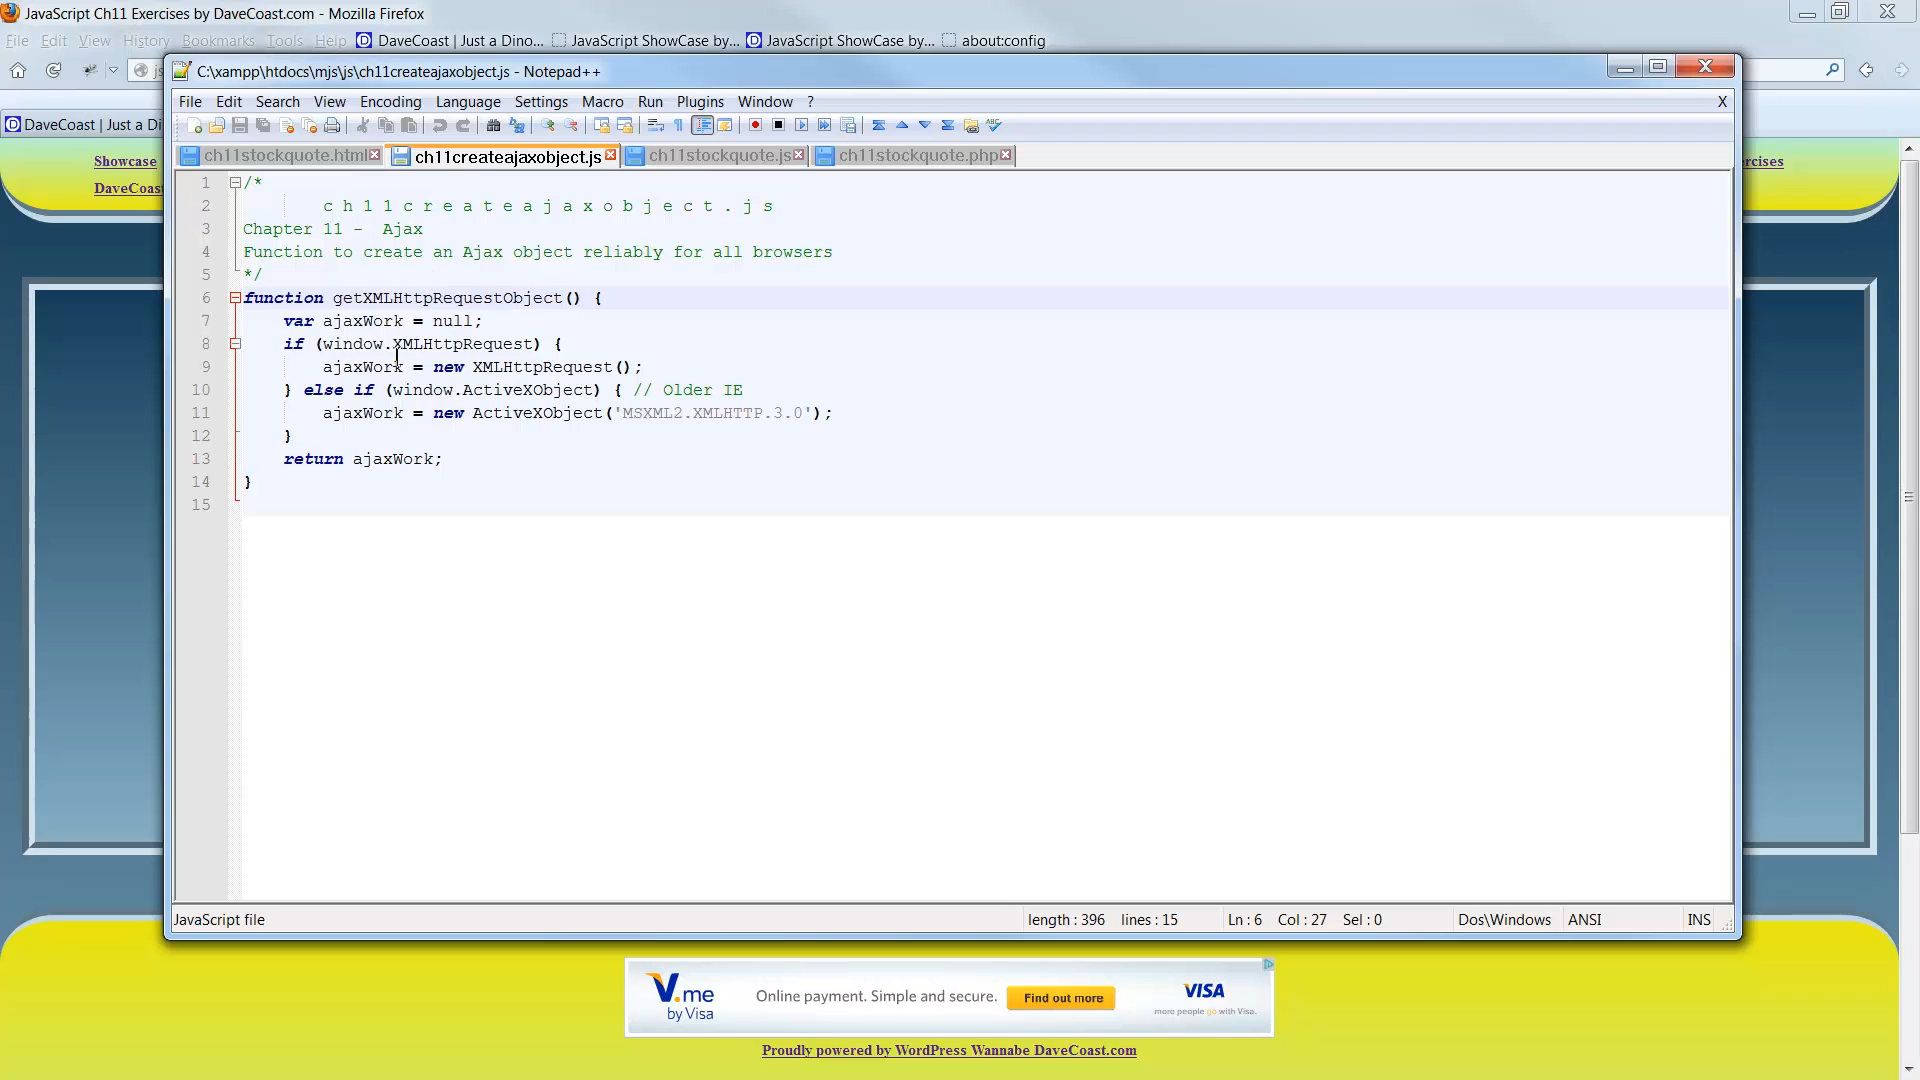 JavaScript Ch11 Exercises by DaveCoast.com - Mozilla Firefox
File Edit View History Bookmarks Tools Help DaveCoast | Just a Dino... JavaScript ShowCase by... JavaScript ShowCase by... about:config
C:\xampp\htdocs\mjs\js\ch11createajaxobject.js - Notepad++
File Edit Search View Encoding Language Settings Macro Run Plugins Window ? X
DaveCoast | Just a Di
ch11stockquote.html ch11createajaxobject.js ch11stockquote.js ch11stockquote.php
Showcase
DaveCoas
1 /*
2 c h 1 1 c r e a t e a j a x o b j e c t . j s
3 Chapter 11 - Ajax
4 Function to create an Ajax object reliably for all browsers
5 */
6 function getXMLHttpRequestObject() {
7 var ajaxWork = null;
8 if (window.XMLHttpRequest) {
9 ajaxWork = new XMLHttpRequest();
10 } else if (window.ActiveXObject) { // Older IE
11 ajaxWork = new ActiveXObject('MSXML2.XMLHTTP.3.0');
12 }
13 return ajaxWork;
14 }
15
JavaScript file length : 396 lines : 15 Ln : 6 Col : 27 Sel : 0 Dos\Windows ANSI INS
V.me by Visa
Online payment. Simple and secure. Find out more
VISA
more people go with Visa.
Proudly powered by WordPress Wannabe DaveCoast.com